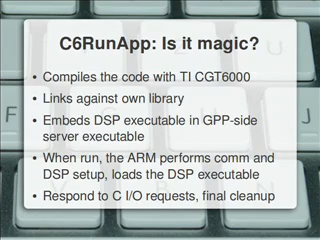 C6RunApp: Is it magic?
• Compiles the code with TI CGT6000
• Links against own library
• Embeds DSP executable in GPP-side
server executable
• When run, the ARM performs comm and
DSP setup, loads the DSP executable
• Respond to C I/O requests, final cleanup